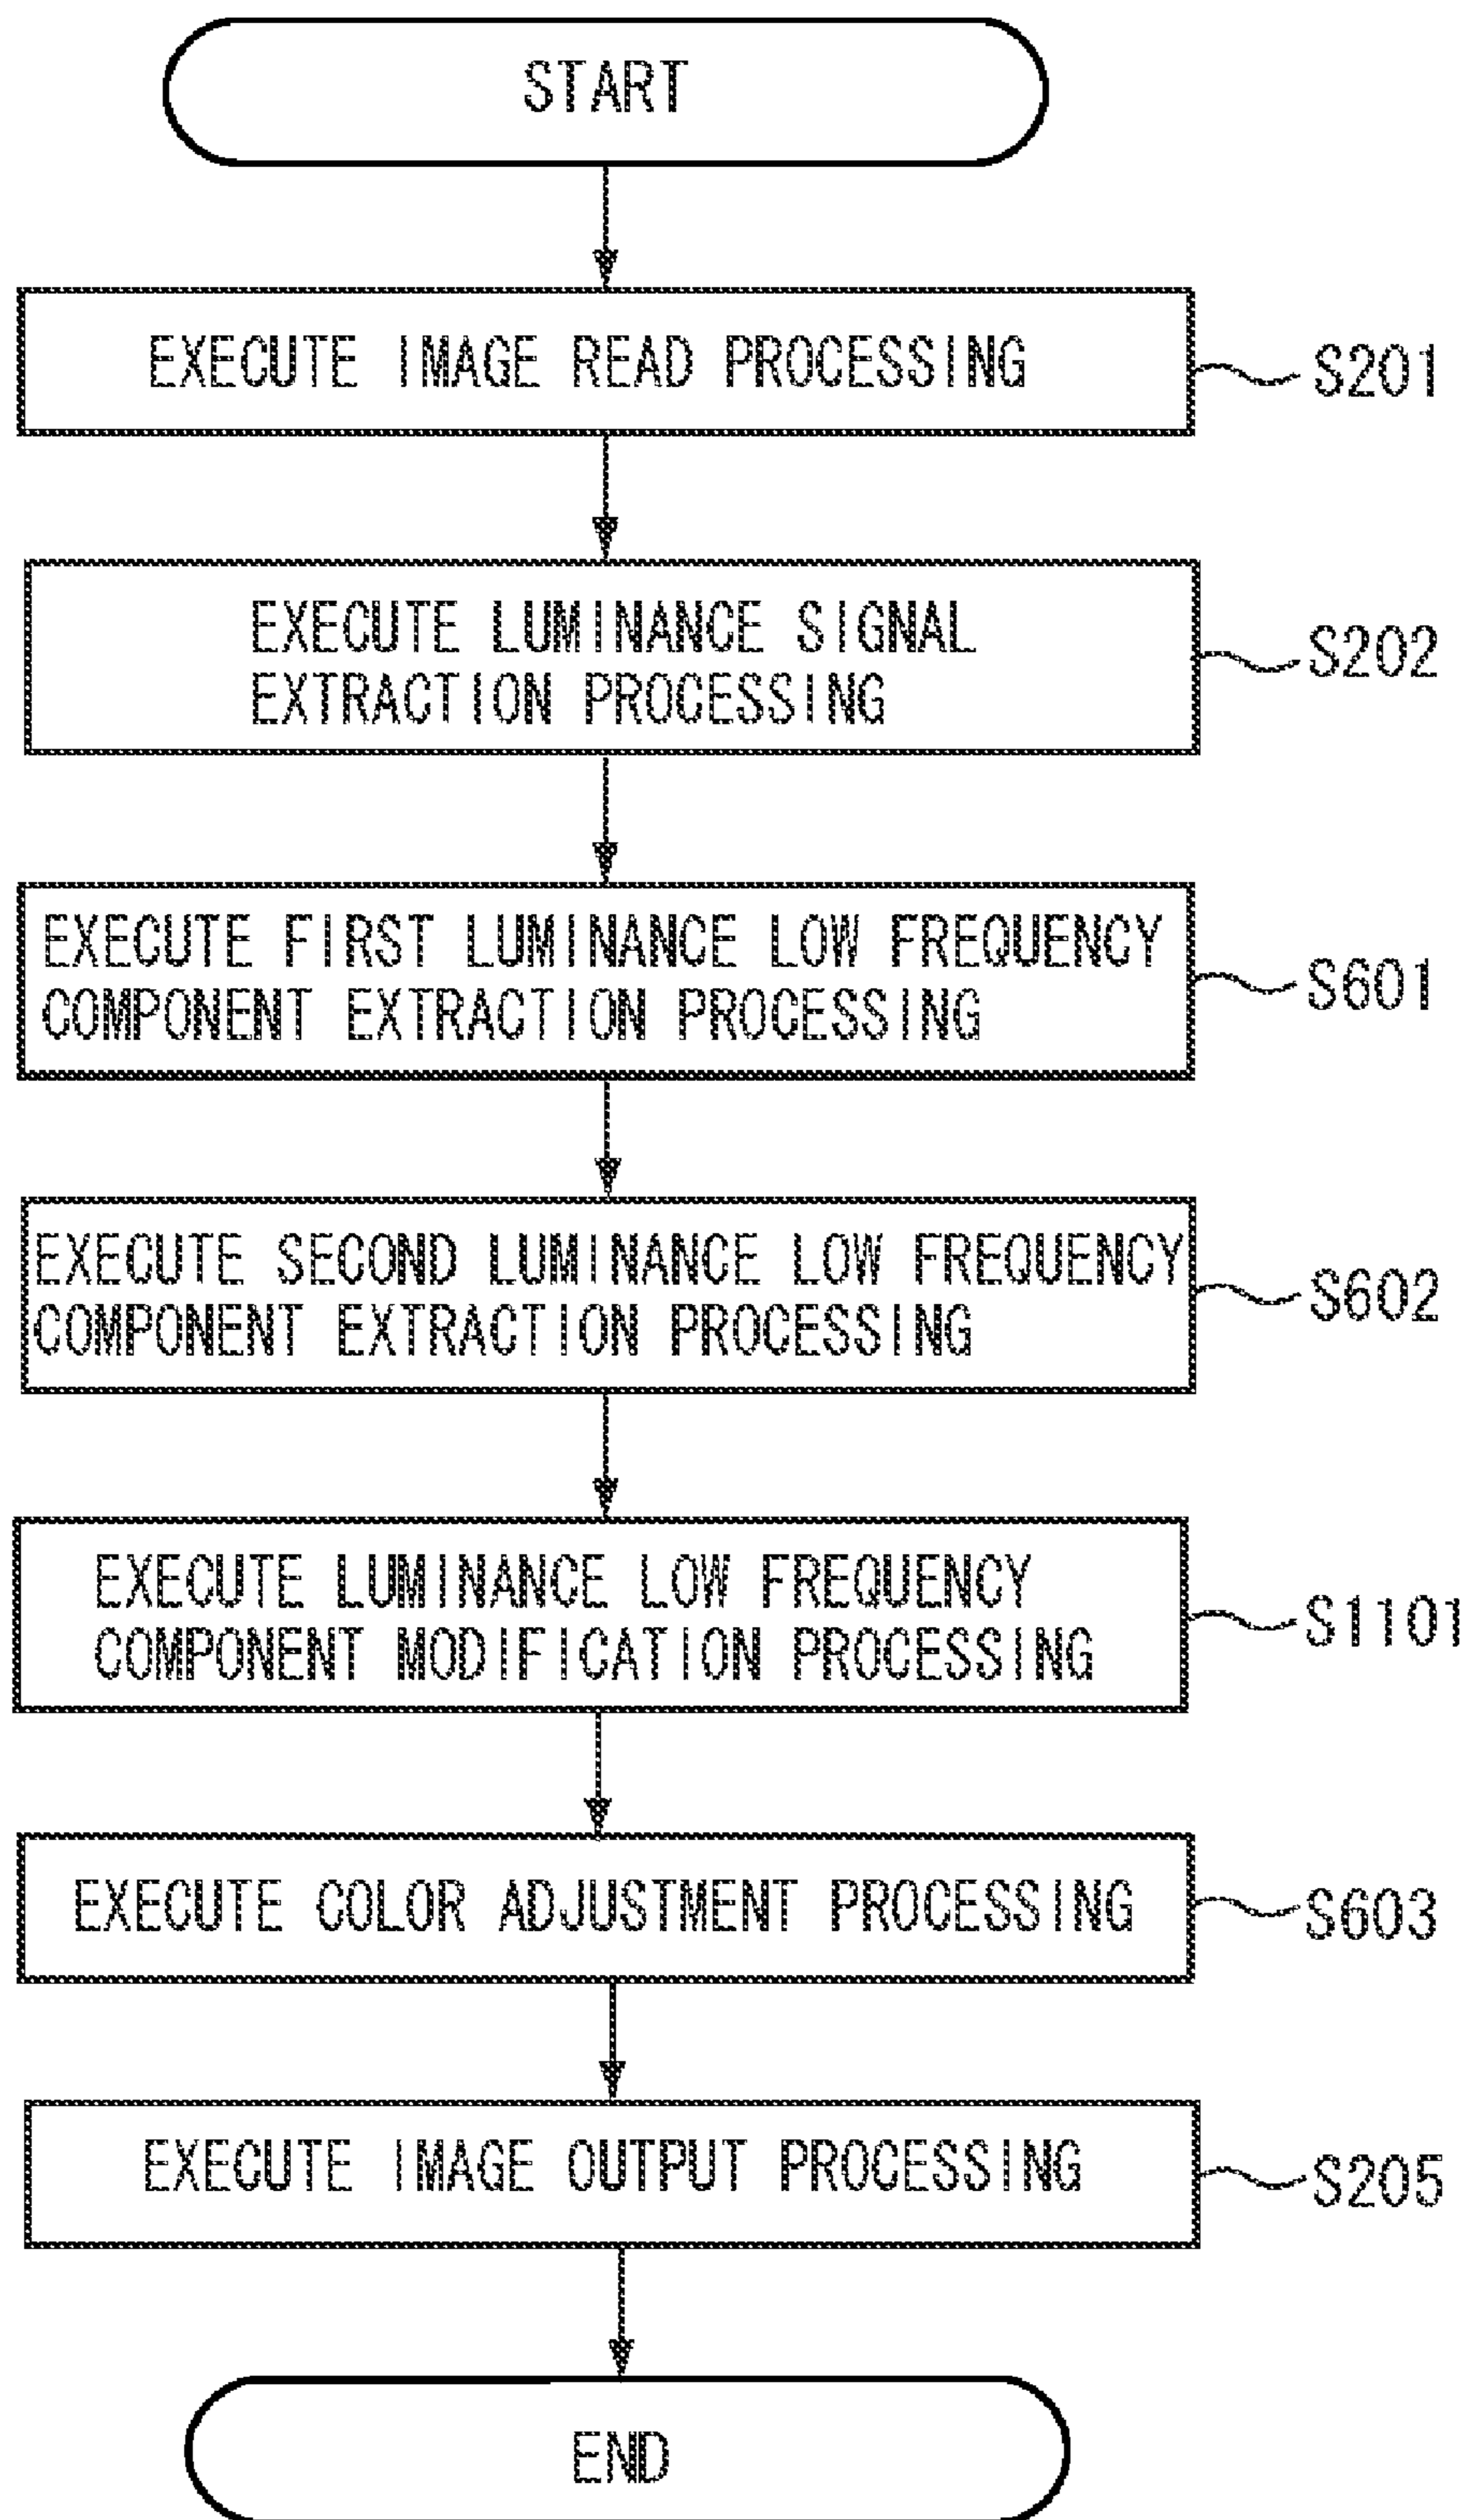 START
EXECUTE IMAGE READ PROCESSING
S201
EXECUTE LUMINANCE SIGNAL
EXTRACTION PROCESSING
S202
EXECUTE FIRST LUMINANCE LOW FREQUENCY
COMPONENT EXTRACTION PROCESSING
S601
EXECUTE SECOND LUMINANCE LOW FREQUENCY
COMPONENT EXTRACTION PROCESSING
S602
EXECUTE LUMINANCE LOW FREQUENCY
COMPONENT MODIFICATION PROCESSING
S1101
EXECUTE COLOR ADJUSTMENT PROCESSING
S603
EXECUTE IMAGE OUTPUT PROCESSING
S205
END